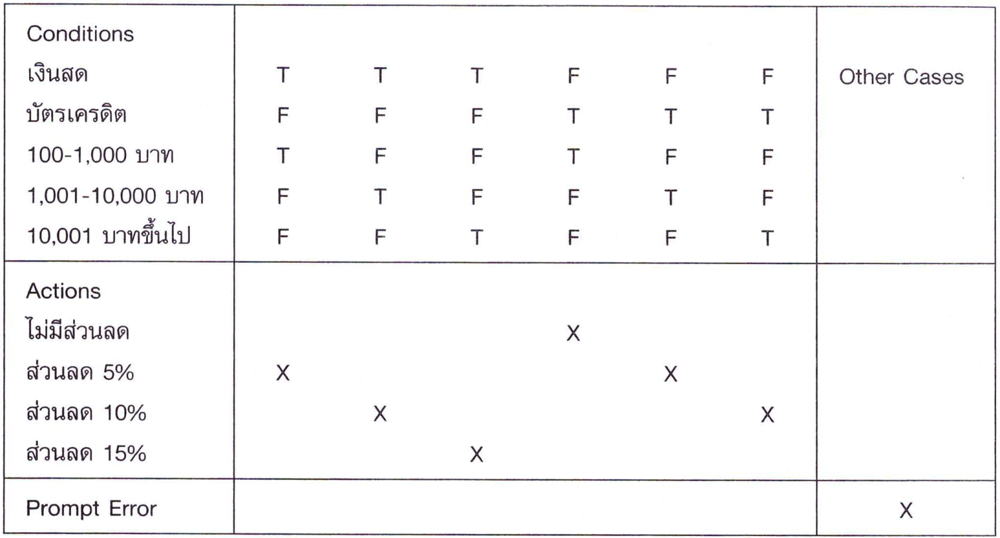 Conditions
เงินสด T T T F F F Other Cases
บัตรเครดิต F F F T T T
100-1,000 บาท T F F T F F
1,001-10,000 บาท F T F F T F
10,001 บาทขึ้นไป F F T F F T
Actions
ไม่มีส่วนลด X
ส่วนลด 5% X X
ส่วนลด 10% X X
ส่วนลด 15% X
Prompt Error X